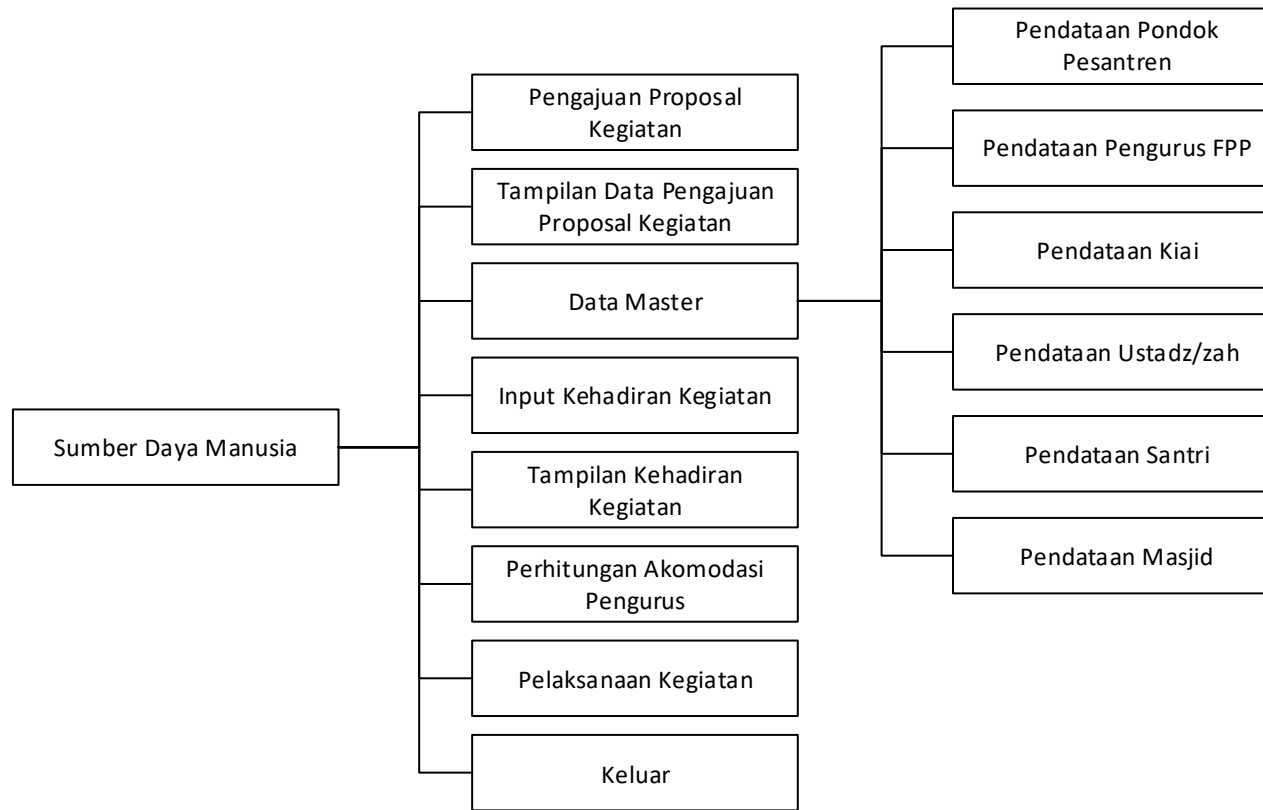 Sumber Daya Manusia
Pengajuan Proposal
Kegiatan
Tampilan Data Pengajuan
Proposal Kegiatan
Data Master
Input Kehadiran Kegiatan
Tampilan Kehadiran
Kegiatan
Perhitungan Akomodasi
Pengurus
Pelaksanaan Kegiatan
Keluar
Pendataan Pondok
Pesantren
Pendataan Pengurus FPP
Pendataan Kiai
Pendataan Ustadz/zah
Pendataan Santri
Pendataan Masjid